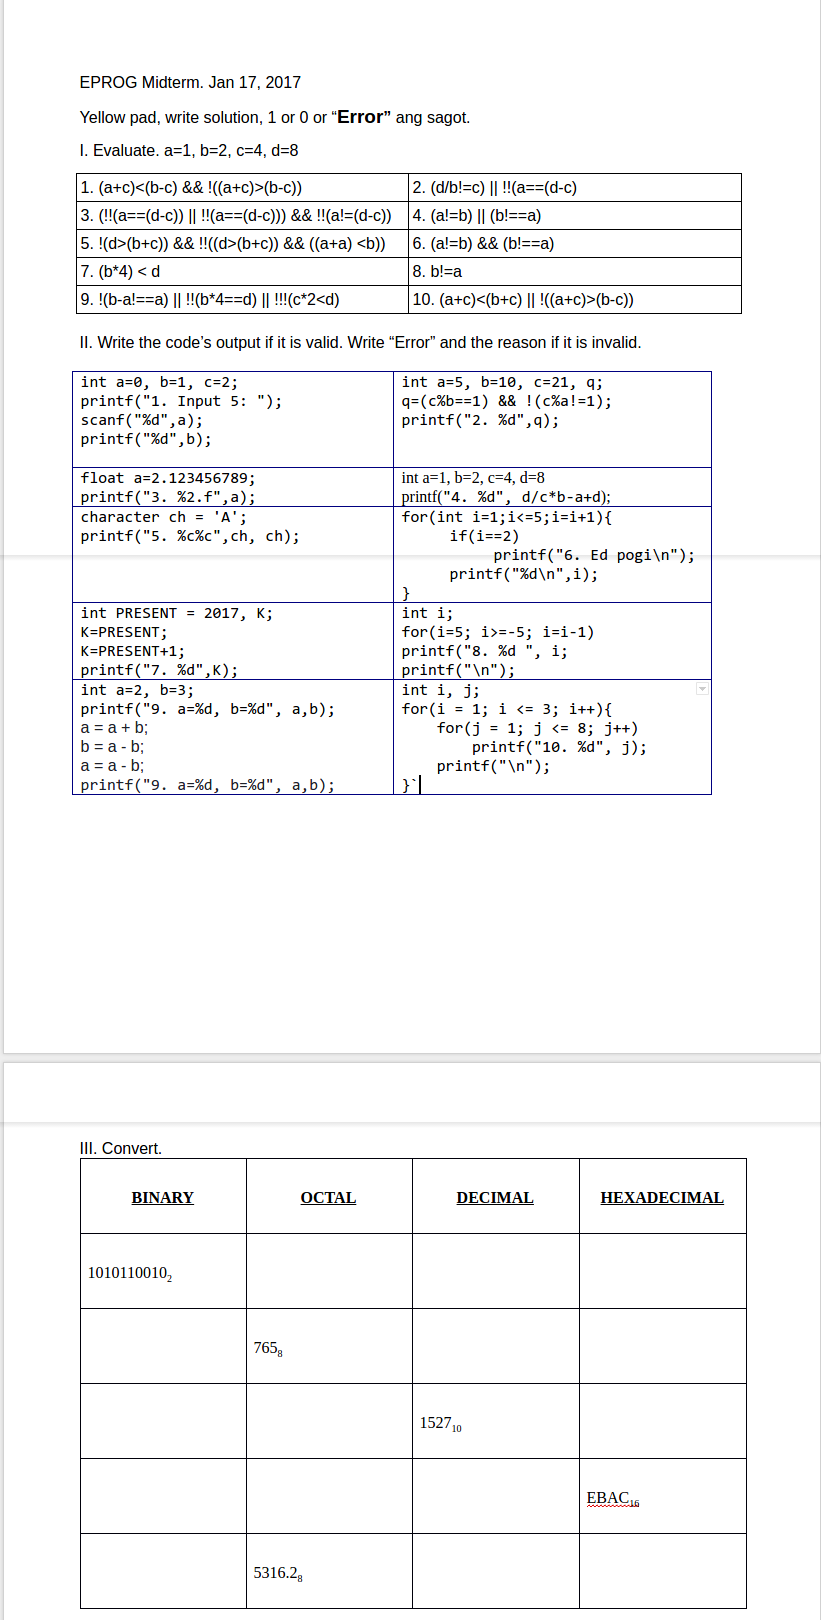 EPROG Midterm. Jan 17, 2017
Yellow pad, write solution, 1 or 0 or “Error” ang sagot.
I. Evaluate. a=1, b=2, c=4, d=8
1. (a+c)<(b-c) && !((a+c)>(b-c))
2. (d/b!=c) || !!(a==(d-c)
3. (!!(a==(d-c)) || !!(a==(d-c))) && !!(a!=(d-c))
4. (a!=b) || (b!==a)
5. !(d>(b+c)) && !!((d>(b+c)) && ((a+a) <b))
6. (a!=b) && (b!==a)
7. (b*4) < d
8. b!=a
9. !(b-a!==a) || !!(b*4==d) || !!!(c*2<d)
10. (a+c)<(b+c) || !((a+c)>(b-c))
II. Write the code’s output if it is valid. Write “Error” and the reason if it is invalid.
int a=0, b=1, c=2;
printf("1. Input 5: ");
scanf("%d",a);
printf("%d",b);
int a=5, b=10, c=21, q;
q=(c%b==1) && !(c%a!=1);
printf("2. %d",q);
float a=2.123456789;
printf("3. %2.f",a);
int a=1, b=2, c=4, d=8
printf("4. %d", d/c*b-a+d);
character ch = 'A';
printf("5. %c%c",ch, ch);
for(int i=1;i<=5;i=i+1){
if(i==2)
printf("6. Ed pogi\n");
printf("%d\n",i);
}
int PRESENT = 2017, K;
K=PRESENT;
K=PRESENT+1;
printf("7. %d",K);
int i;
for(i=5; i>=-5; i=i-1)
printf("8. %d ", i;
printf("\n");
int a=2, b=3;
printf("9. a=%d, b=%d", a,b);
a = a + b;
b = a - b;
a = a - b;
printf("9. a=%d, b=%d", a,b);
int i, j;
for(i = 1; i <= 3; i++){
for(j = 1; j <= 8; j++)
printf("10. %d", j);
printf("\n");
}`
III. Convert.
BINARY OCTAL DECIMAL HEXADECIMAL
1010110010₂
765₈
1527₁₀
EBAC₁₆
5316.2₈